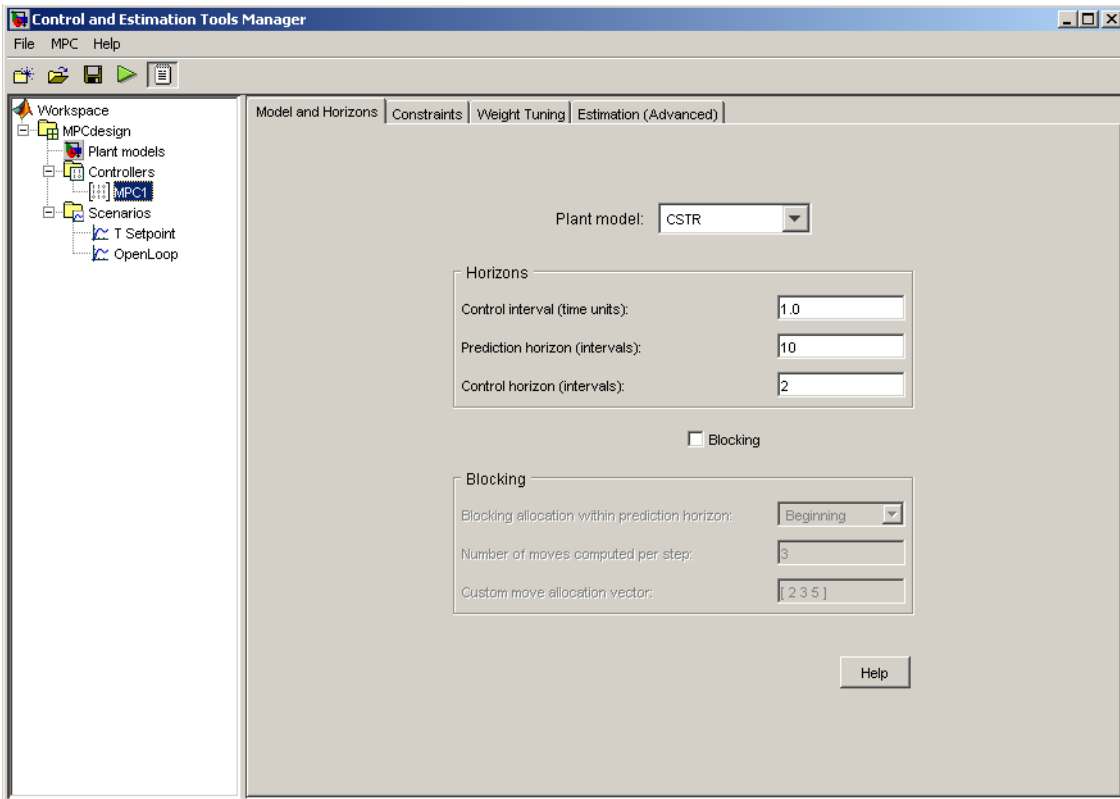 Control and Estimation Tools Manager
File MPC Help
Workspace
MPCdesign
Plant models
Controllers
MPC1
Scenarios
T Setpoint
OpenLoop
Model and Horizons Constraints Weight Tuning Estimation (Advanced)
Plant model: CSTR
Horizons
Control interval (time units): 1.0
Prediction horizon (intervals): 10
Control horizon (intervals): 2
Blocking
Blocking
Blocking allocation within prediction horizon: Beginning
Number of moves computed per step: 3
Custom move allocation vector: [ 2 3 5 ]
Help